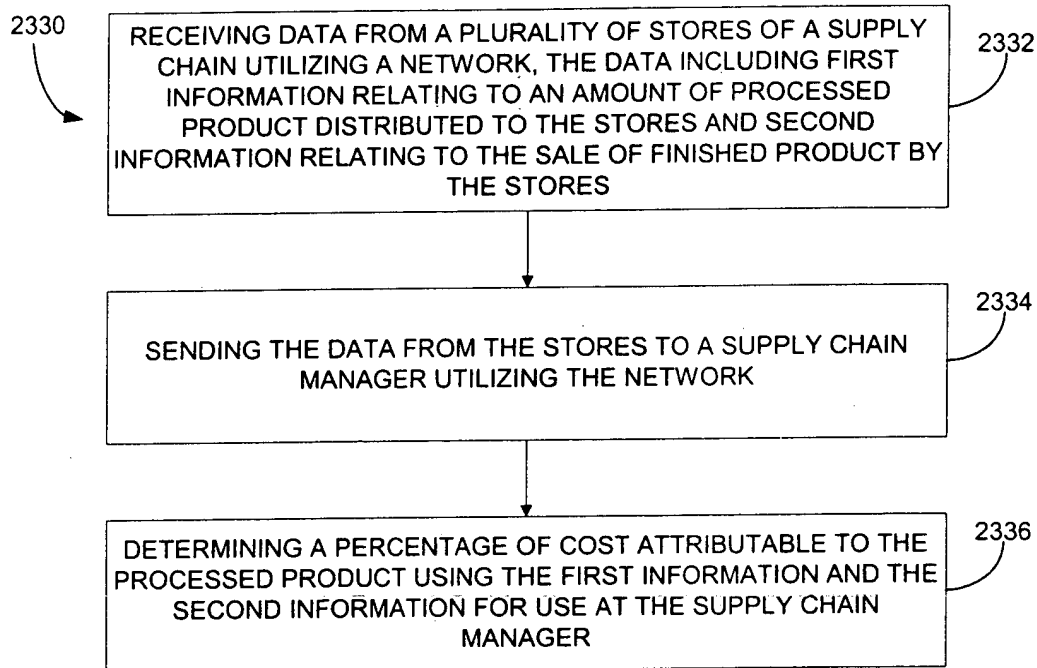 2330
RECEIVING DATA FROM A PLURALITY OF STORES OF A SUPPLY
CHAIN UTILIZING A NETWORK, THE DATA INCLUDING FIRST
INFORMATION RELATING TO AN AMOUNT OF PROCESSED
PRODUCT DISTRIBUTED TO THE STORES AND SECOND
INFORMATION RELATING TO THE SALE OF FINISHED PRODUCT BY
THE STORES
2332
SENDING THE DATA FROM THE STORES TO A SUPPLY CHAIN
MANAGER UTILIZING THE NETWORK
2334
DETERMINING A PERCENTAGE OF COST ATTRIBUTABLE TO THE
PROCESSED PRODUCT USING THE FIRST INFORMATION AND THE
SECOND INFORMATION FOR USE AT THE SUPPLY CHAIN
MANAGER
2336